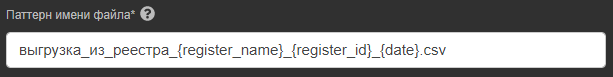 Паттерн имени файла* ?
выгрузка_из_реестра_{register_name}_{register_id}_{date}.csv